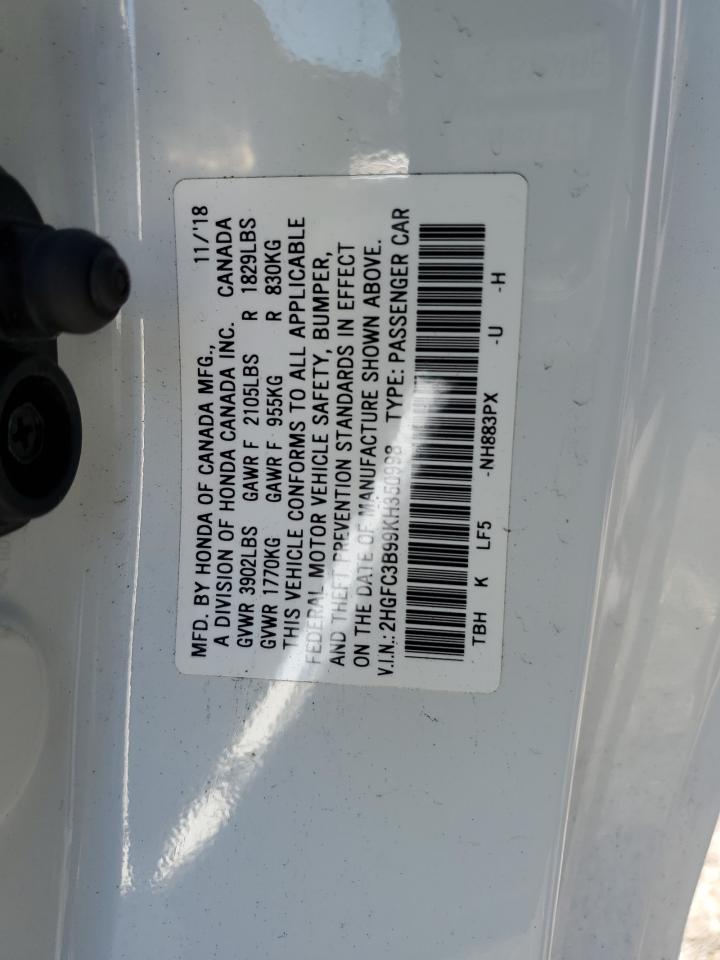 MFD. BY HONDA OF CANADA MFG., 11/'18
A DIVISION OF HONDA CANADA INC. CANADA
GVWR 3902LBS GAWR F 2105LBS R 1829LBS
GVWR 1770KG GAWR F 955KG R 830KG
THIS VEHICLE CONFORMS TO ALL APPLICABLE
FEDERAL MOTOR VEHICLE SAFETY, BUMPER,
AND THEFT PREVENTION STANDARDS IN EFFECT
ON THE DATE OF MANUFACTURE SHOWN ABOVE.
V.I.N.: 2HGFC3B99KH350998 TYPE: PASSENGER CAR
TBH K LF5 -NH883PX -U -H